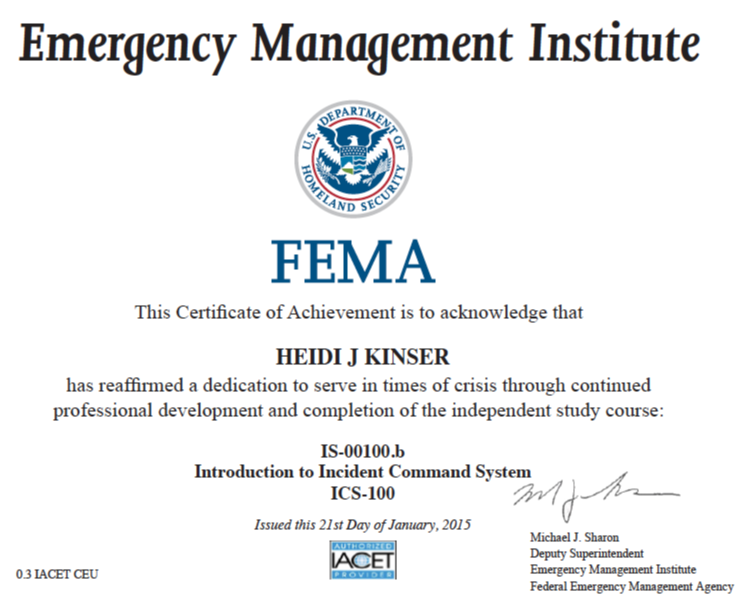 Emergency Management Institute
U.S. DEPARTMENT OF
HOMELAND SECURITY
FEMA
This Certificate of Achievement is to acknowledge that
HEIDI J KINSER
has reaffirmed a dedication to serve in times of crisis through continued
professional development and completion of the independent study course:
IS-00100.b
Introduction to Incident Command System
ICS-100
Issued this 21st Day of January, 2015
Michael J. Sharon
Deputy Superintendent
Emergency Management Institute
Federal Emergency Management Agency
AUTHORIZED
IACET
PROVIDER
0.3 IACET CEU